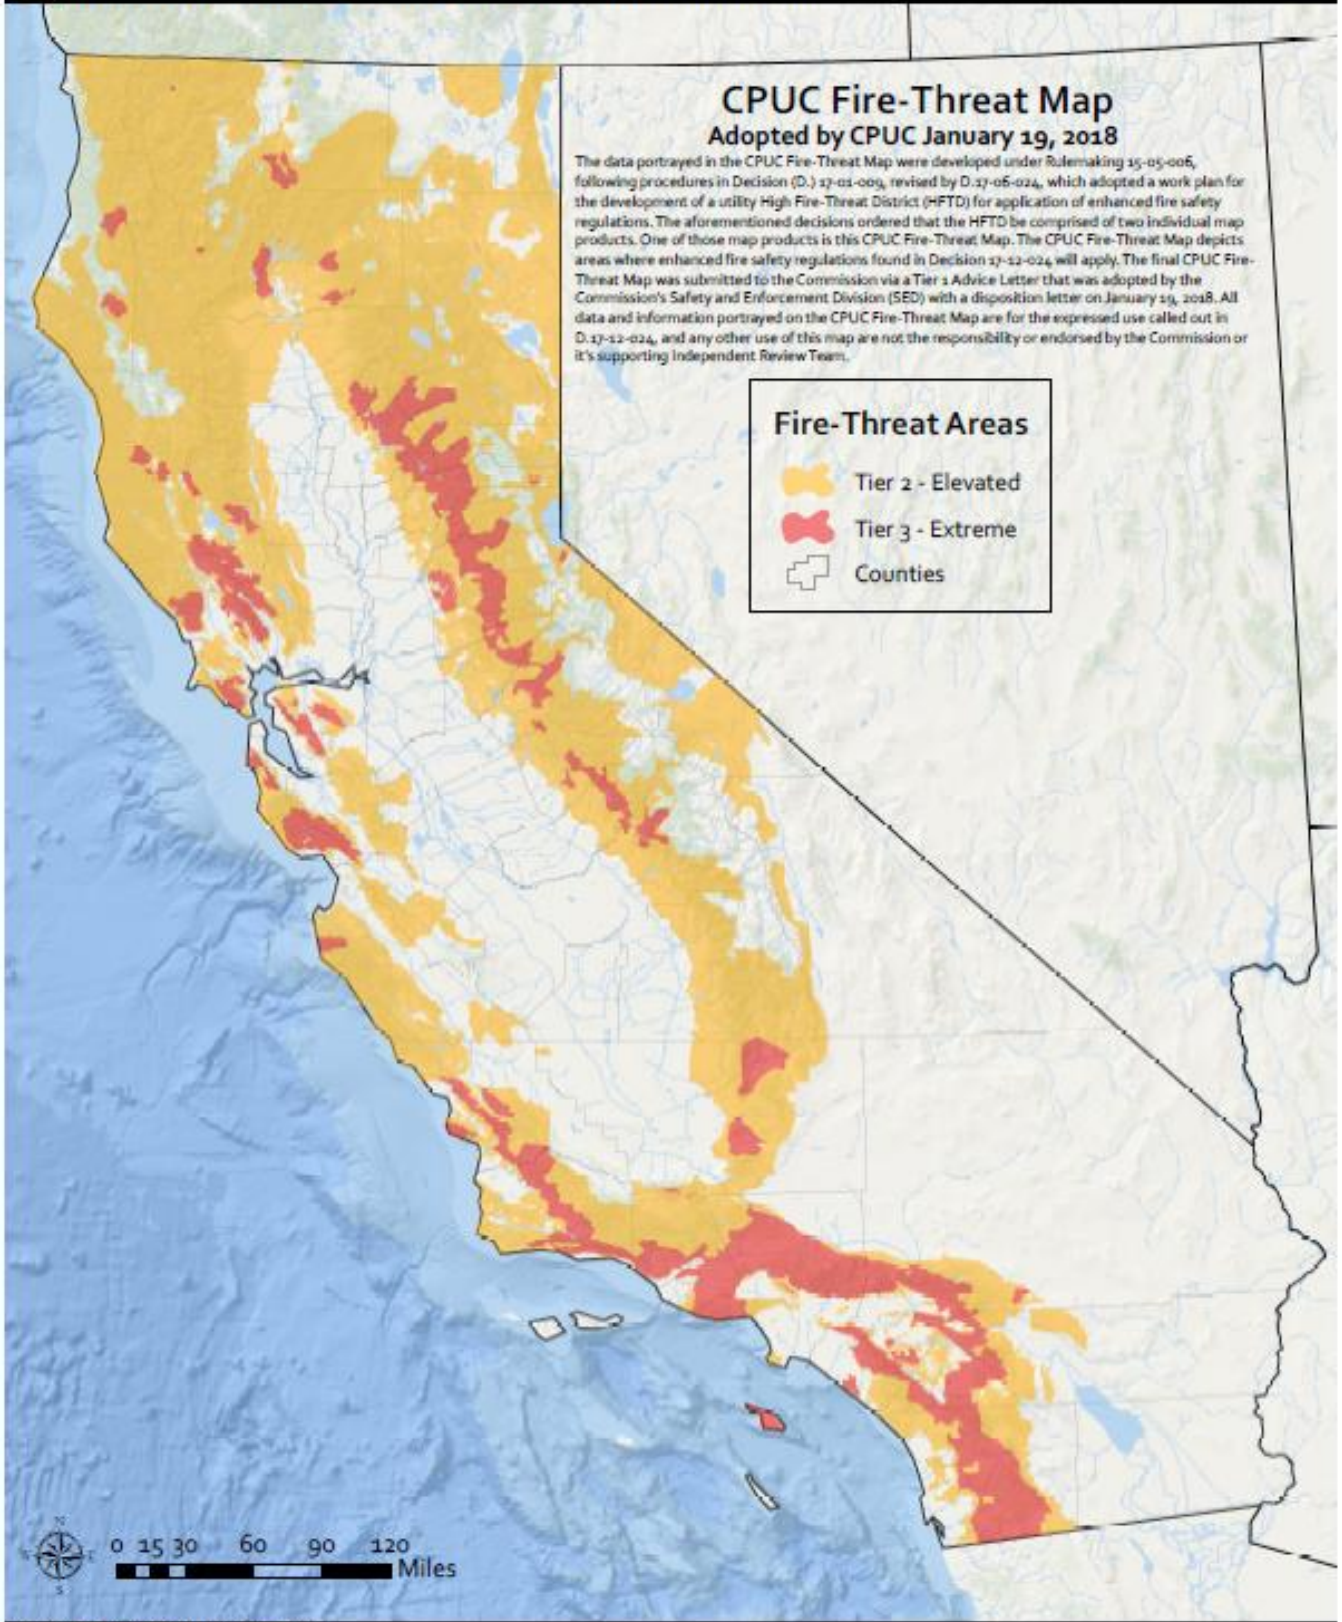 CPUC Fire-Threat Map
Adopted by CPUC January 19, 2018
The data portrayed in the CPUC Fire-Threat Map were developed under Rulemaking 15-05-006,
following procedures in Decision (D.) 17-01-009, revised by D.17-06-024, which adopted a work plan for
the development of a utility High Fire-Threat District (HFTD) for application of enhanced fire safety
regulations. The aforementioned decisions ordered that the HFTD be comprised of two individual map
products. One of those map products is this CPUC Fire-Threat Map. The CPUC Fire-Threat Map depicts
areas where enhanced fire safety regulations found in Decision 17-12-024 will apply. The final CPUC Fire-
Threat Map was submitted to the Commission via a Tier 1 Advice Letter that was adopted by the
Commission's Safety and Enforcement Division (SED) with a disposition letter on January 19, 2018. All
data and information portrayed on the CPUC Fire-Threat Map are for the expressed use called out in
D.17-12-024, and any other use of this map are not the responsibility or endorsed by the Commission or
it's supporting Independent Review Team.
Fire-Threat Areas
Tier 2 - Elevated
Tier 3 - Extreme
Counties
N
S
0 15 30 60 90 120
Miles